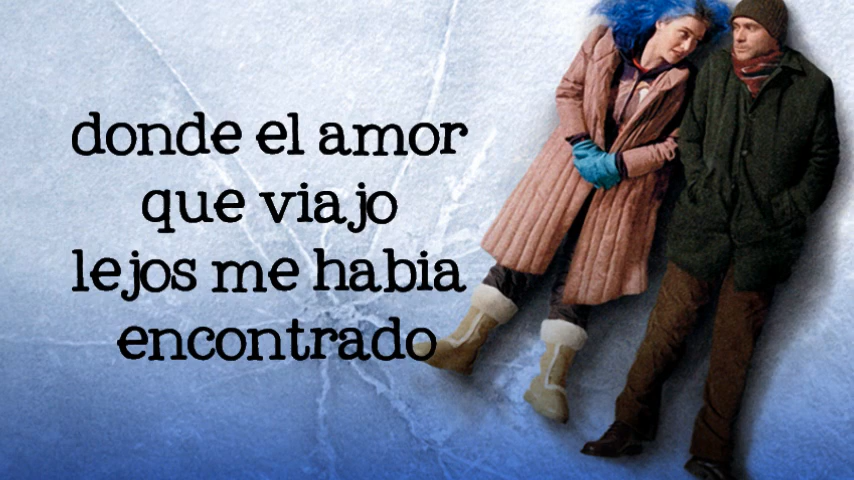 donde el amor
que viajo
lejos me habia
encontrado